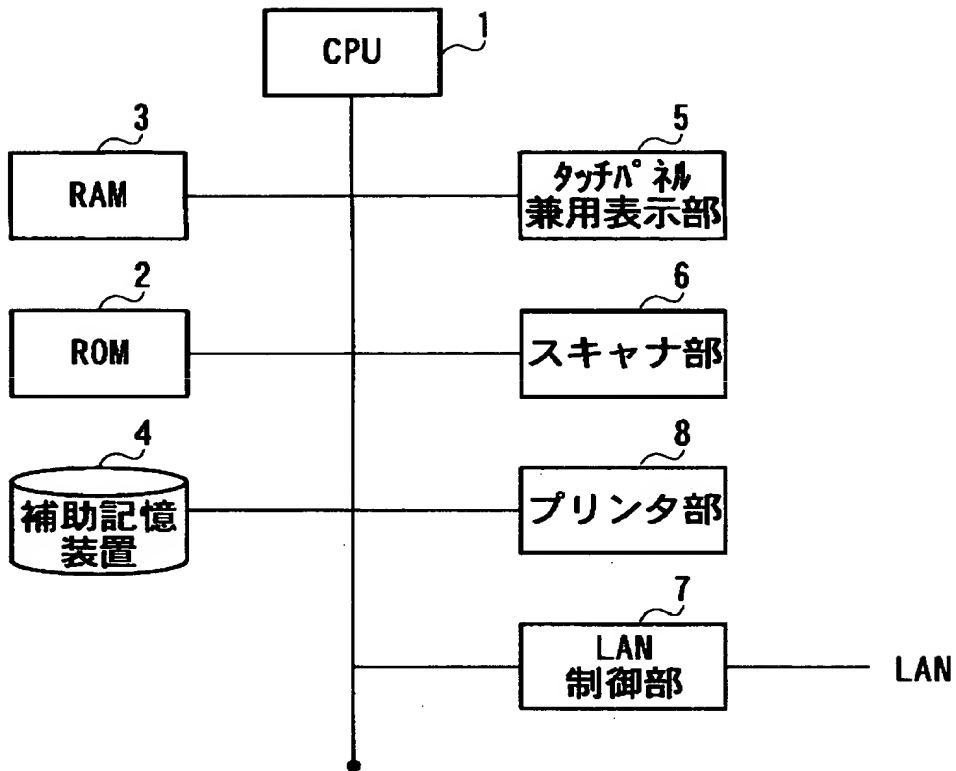 1
CPU
3
RAM
5
ﾀｯﾁﾊﾟﾈﾙ
兼用表示部
2
ROM
6
スキャナ部
4
補助記憶
装置
8
プリンタ部
7
LAN
制御部
LAN